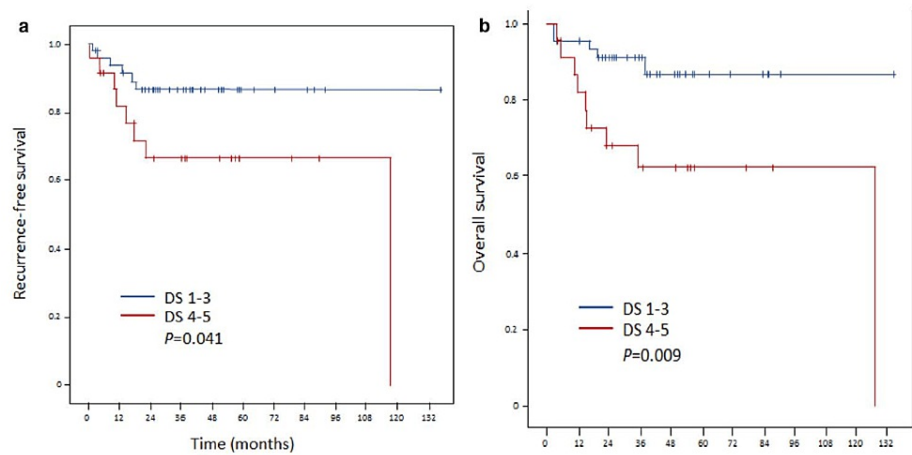 a
Recurrence-free survival
1.0
0.8
0.6
0.4
0.2
0
DS 1-3
DS 4-5
P=0.041
0 12 24 36 48 60 72 84 96 108 120 132
Time (months)
b
Overall survival
1.0
0.8
0.6
0.4
0.2
0
DS 1-3
DS 4-5
P=0.009
0 12 24 36 48 60 72 84 96 108 120 132